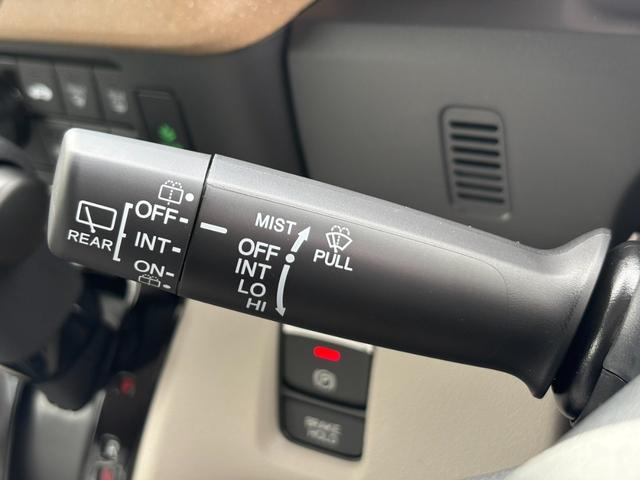 REAR
OFF
INT
ON
MIST
OFF
INT
LO
HI
PULL
BRAKE
HOLD